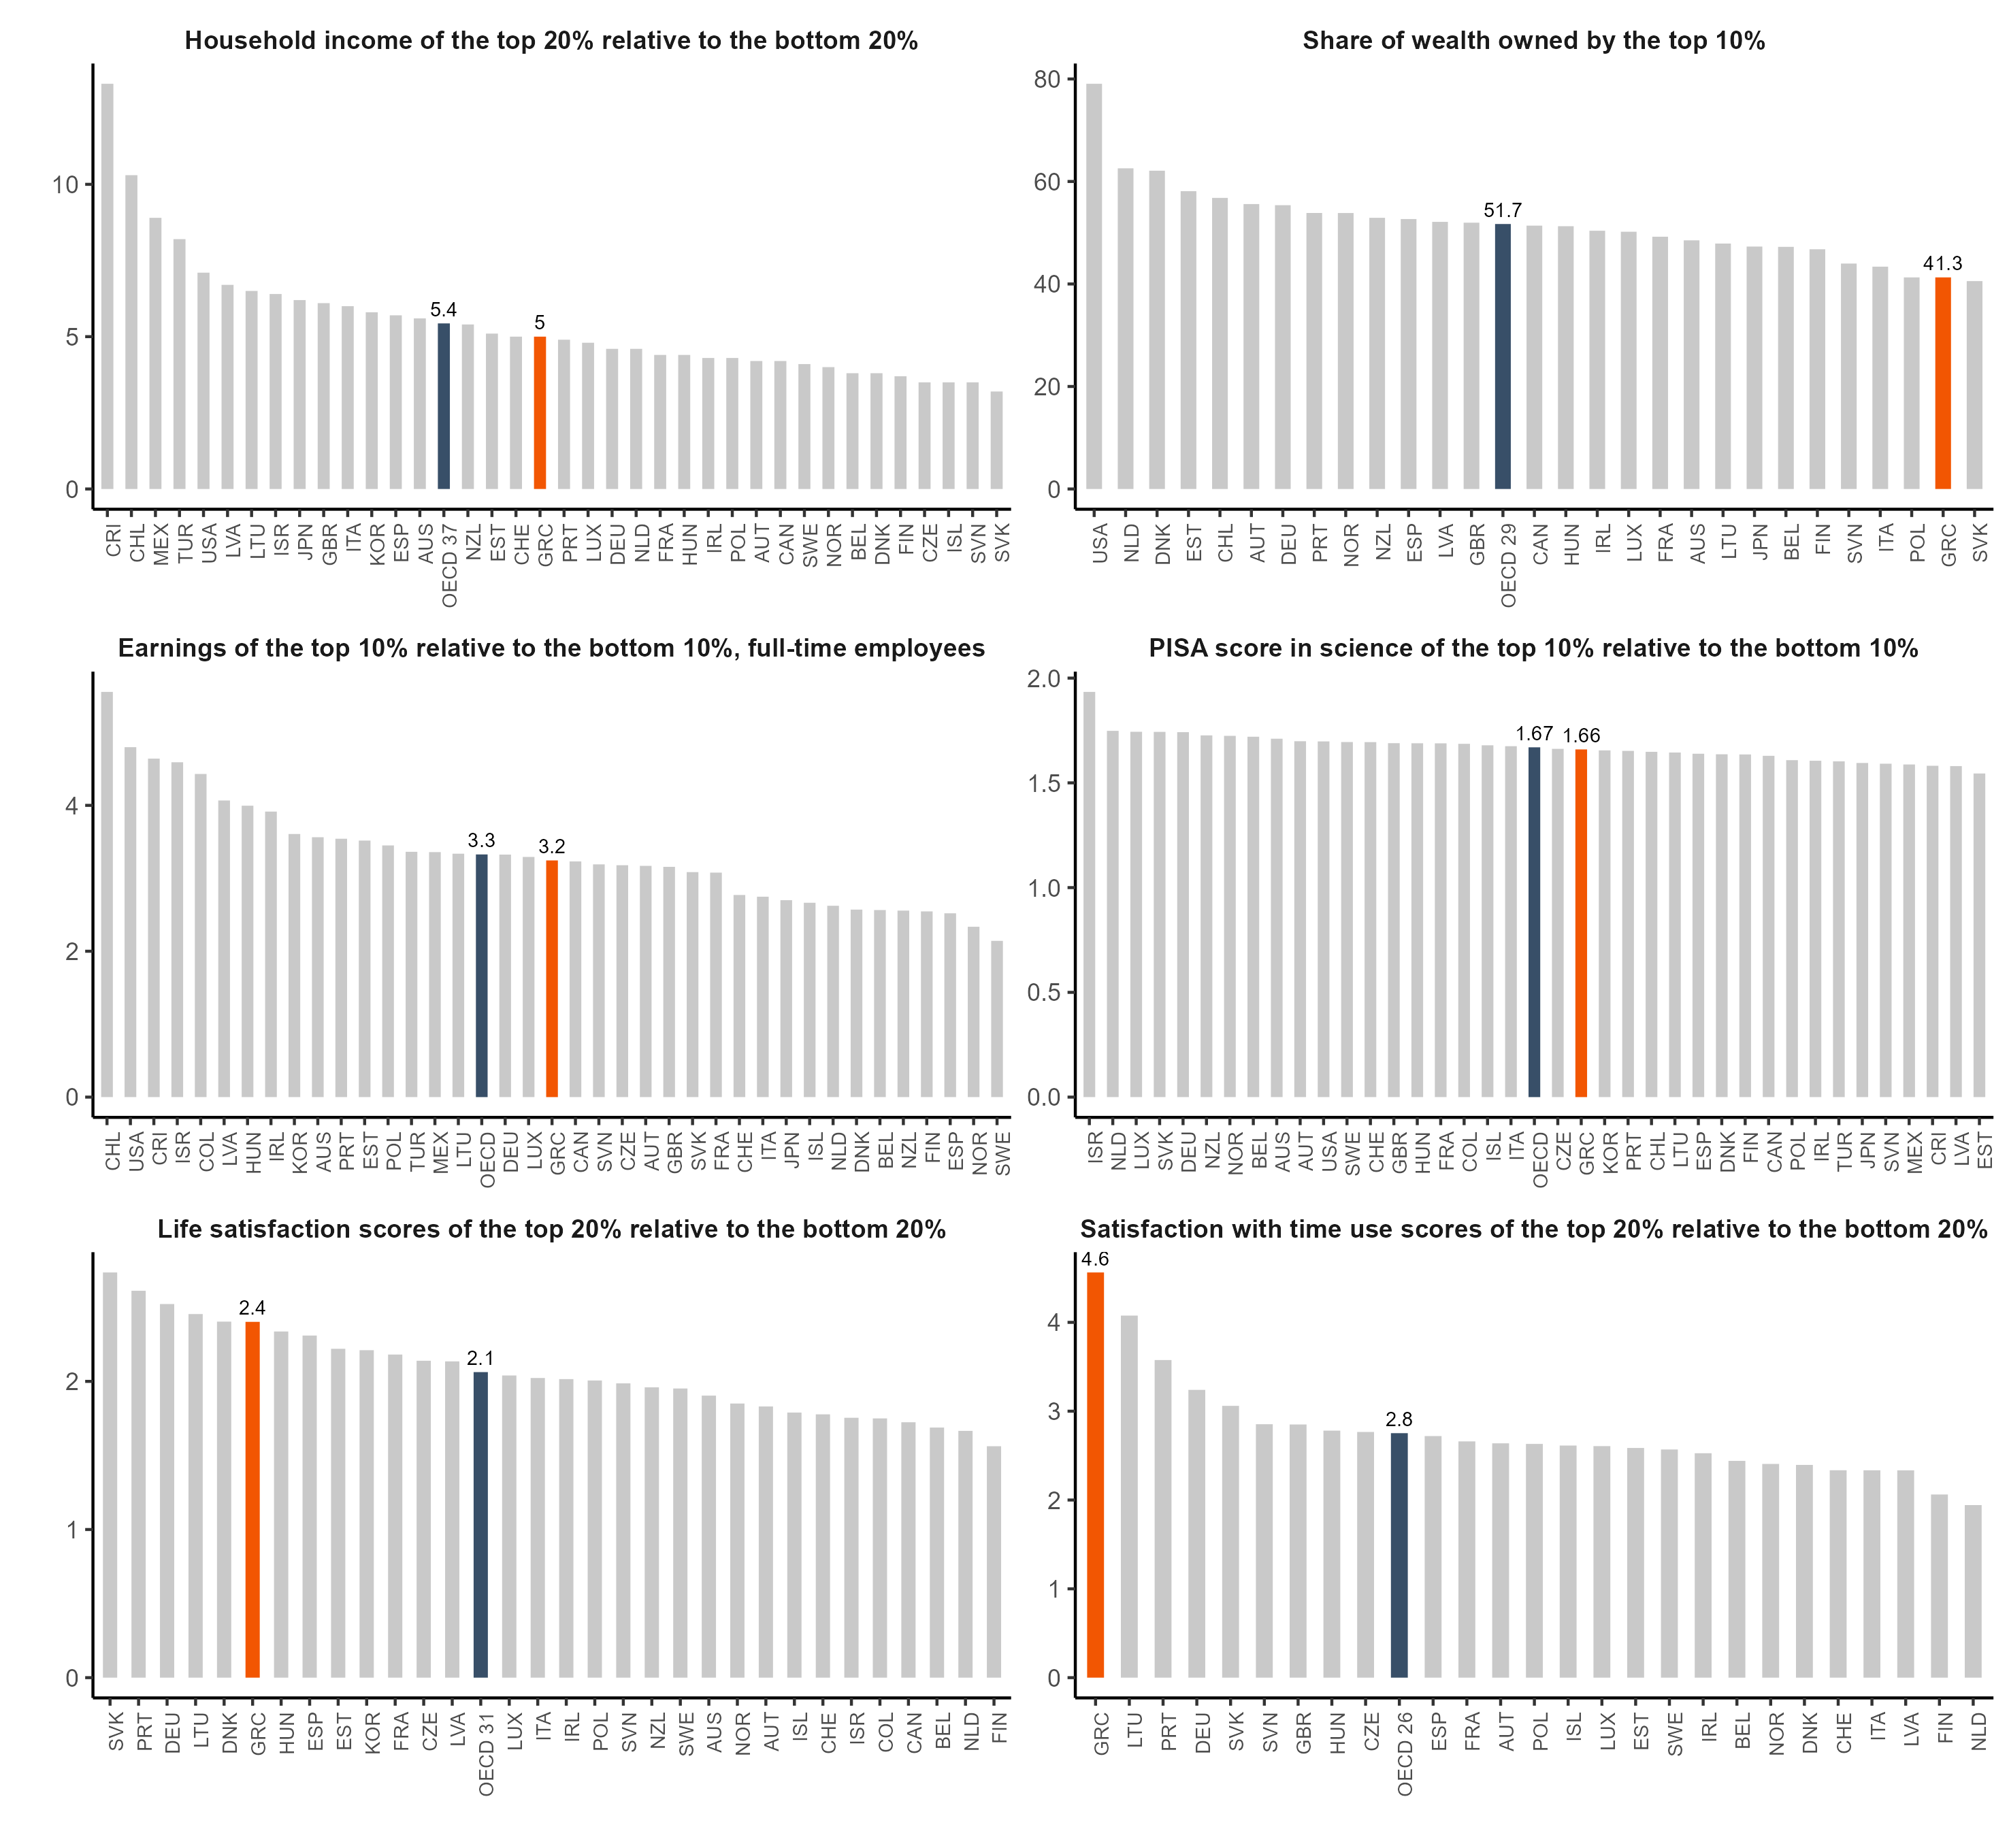 Household income of the top 20% relative to the bottom 20%
10
5
0
5.4
5
CRI CHL MEX TUR USA LVA LTU ISR JPN GBR ITA KOR ESP AUS OECD 37 NZL EST CHE GRC PRT LUX DEU NLD FRA HUN IRL POL AUT CAN SWE NOR BEL DNK FIN CZE ISL SVN SVK
Share of wealth owned by the top 10%
80
60
40
20
0
51.7
41.3
USA NLD DNK EST CHL AUT DEU PRT NOR NZL ESP LVA GBR OECD 29 CAN HUN IRL LUX FRA AUS LTU JPN BEL FIN SVN ITA POL GRC SVK
Earnings of the top 10% relative to the bottom 10%, full-time employees
4
2
0
3.3
3.2
CHL USA CRI ISR COL LVA HUN IRL KOR AUS PRT EST POL TUR MEX LTU OECD DEU LUX GRC CAN SVN CZE AUT GBR SVK FRA CHE ITA JPN ISL NLD DNK BEL NZL FIN ESP NOR SWE
PISA score in science of the top 10% relative to the bottom 10%
2.0
1.5
1.0
0.5
0.0
1.67 1.66
ISR NLD LUX SVK DEU NZL NOR BEL AUS AUT USA SWE CHE GBR HUN FRA COL ISL ITA OECD CZE GRC KOR PRT CHL LTU ESP DNK FIN CAN POL IRL TUR JPN SVN MEX CRI LVA EST
Life satisfaction scores of the top 20% relative to the bottom 20%
2
1
0
2.4
2.1
SVK PRT DEU LTU DNK GRC HUN ESP EST KOR FRA CZE LVA OECD 31 LUX ITA IRL POL SVN NZL SWE AUS NOR AUT ISL CHE ISR COL CAN BEL NLD FIN
Satisfaction with time use scores of the top 20% relative to the bottom 20%
4
3
2
1
0
4.6
2.8
GRC LTU PRT DEU SVK SVN GBR HUN CZE OECD 26 ESP FRA AUT POL ISL LUX EST SWE IRL BEL NOR DNK CHE ITA LVA FIN NLD